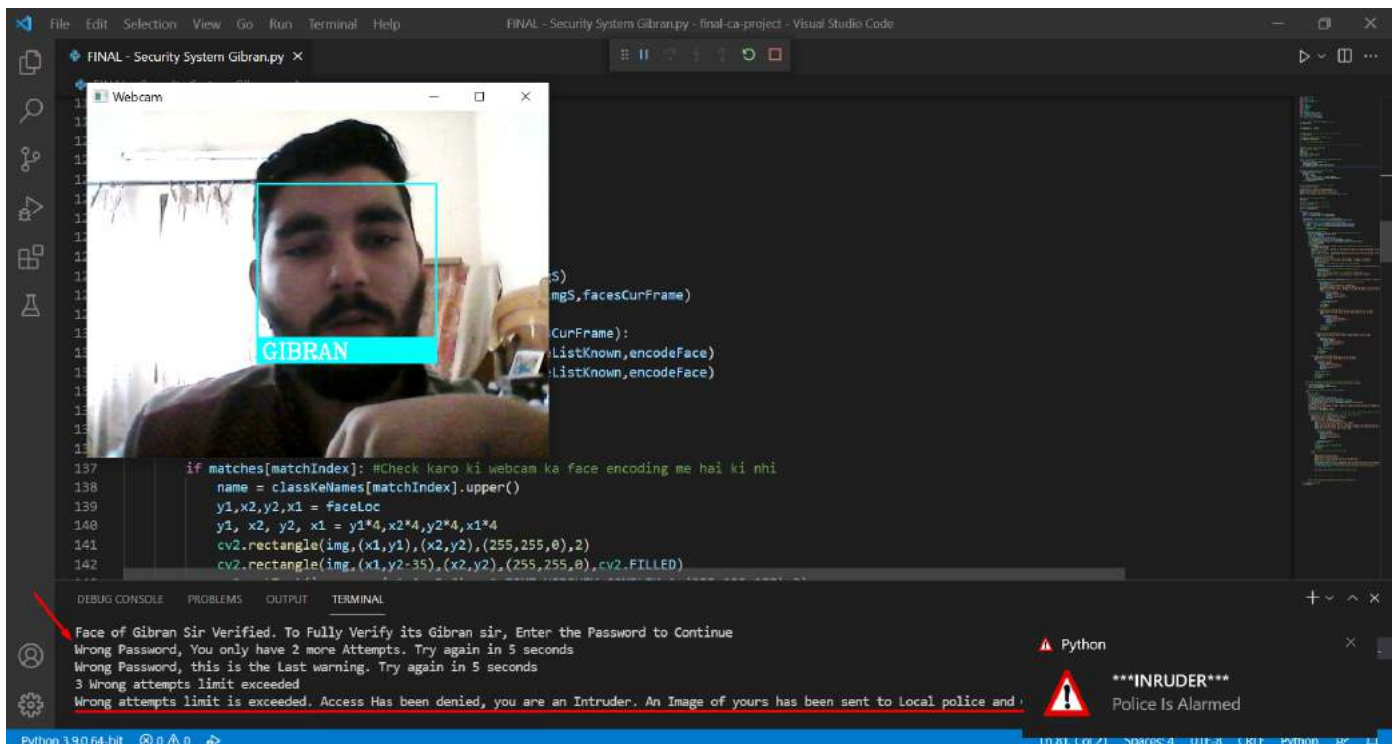 File Edit Selection View Go Run Terminal Help
FINAL - Security System Gibran.py - final-ca-project - Visual Studio Code
FINAL - Security System Gibran.py
Webcam
GIBRAN
mgS,facesCurFrame)
CurFrame):
ListKnown,encodeFace)
ListKnown,encodeFace)
137 if matches[matchIndex]: #Check karo ki webcam ka face encoding me hai ki nhi
138 name = classKeNames[matchIndex].upper()
139 y1,x2,y2,x1 = faceLoc
140 y1, x2, y2, x1 = y1*4,x2*4,y2*4,x1*4
141 cv2.rectangle(img,(x1,y1),(x2,y2),(255,255,0),2)
142 cv2.rectangle(img,(x1,y2-35),(x2,y2),(255,255,0),cv2.FILLED)
DEBUG CONSOLE PROBLEMS OUTPUT TERMINAL
Face of Gibran Sir Verified. To Fully Verify its Gibran sir, Enter the Password to Continue
Wrong Password, You only have 2 more Attempts. Try again in 5 seconds
Wrong Password, this is the Last warning. Try again in 5 seconds
3 Wrong attempts limit exceeded
Wrong attempts limit is exceeded. Access Has been denied, you are an Intruder. An Image of yours has been sent to Local police and
Python
***INRUDER***
Police Is Alarmed
Python 3.9.0 64-bit 0 0
Ln 81, Col 21 Spaces: 4 UTF-8 CRLF Python